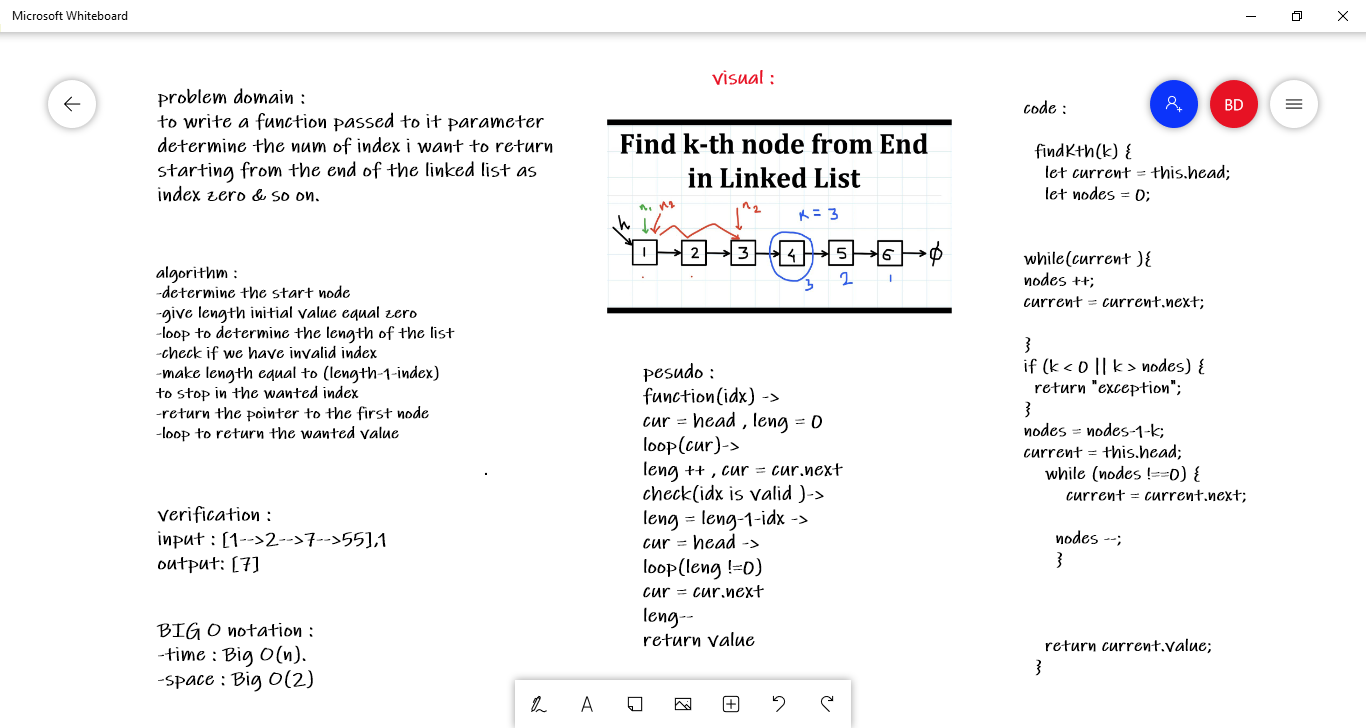 Microsoft Whiteboard
problem domain :
to write a function passed to it parameter
determine the num of index i want to return
starting from the end of the linked list as
index zero & so on.
algorithm :
-determine the start node
-give length initial value equal zero
-loop to determine the length of the list
-check if we have invalid index
-make length equal to (length-1-index)
to stop in the wanted index
-return the pointer to the first node
-loop to return the wanted value
verification :
input : [1-->2-->7-->55],1
output: [7]
BIG O notation :
-time : Big O(n).
-space : Big O(2)
visual :
Find k-th node from End
in Linked List
n1 n2 n2 K = 3
h
1 2 3 4 5 6 φ
3 2 1
pesudo :
function(idx) ->
cur = head , leng = 0
loop(cur)->
leng ++ , cur = cur.next
check(idx is valid )->
leng = leng-1-idx ->
cur = head ->
loop(leng !=0)
cur = cur.next
leng--
return value
BD
code :
findKth(k) {
let current = this.head;
let nodes = 0;
while(current ){
nodes ++;
current = current.next;
}
if (k < 0 || k > nodes) {
return "exception";
}
nodes = nodes-1-k;
current = this.head;
while (nodes !==0) {
current = current.next;
nodes --;
}
return current.value;
}
A